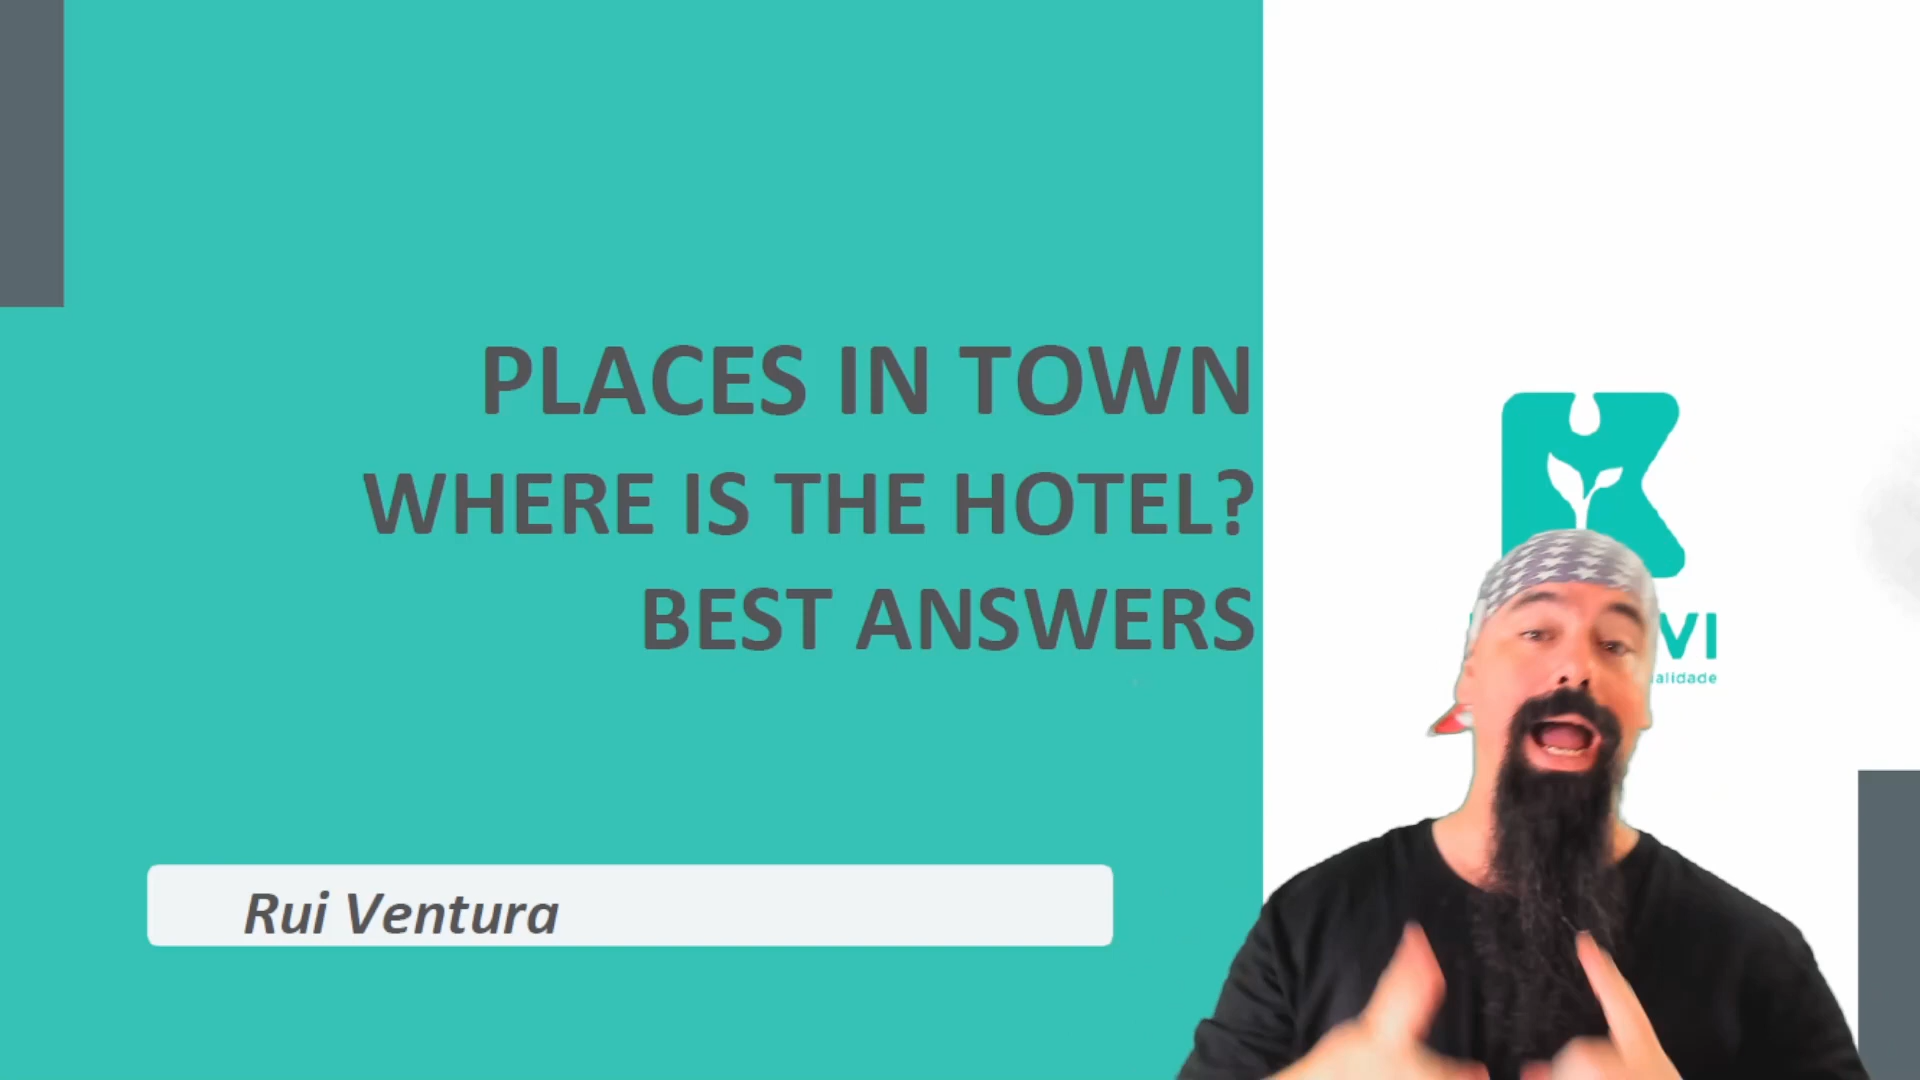 PLACES IN TOWN
WHERE IS THE HOTEL?
BEST ANSWERS
Rui Ventura